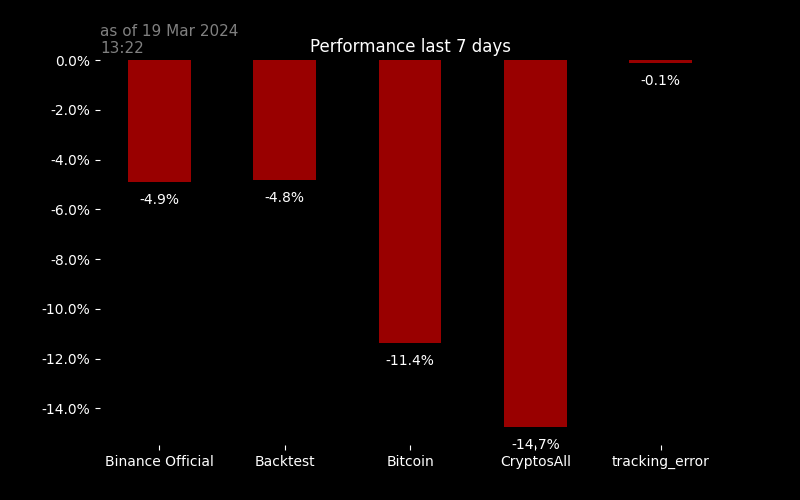 as of 19 Mar 2024
13:22
Performance last 7 days
0.0%
-2.0%
-4.0%
-6.0%
-8.0%
-10.0%
-12.0%
-14.0%
-4.9%
-4.8%
-11.4%
-14.7%
-0.1%
Binance Official
Backtest
Bitcoin
CryptosAll
tracking_error